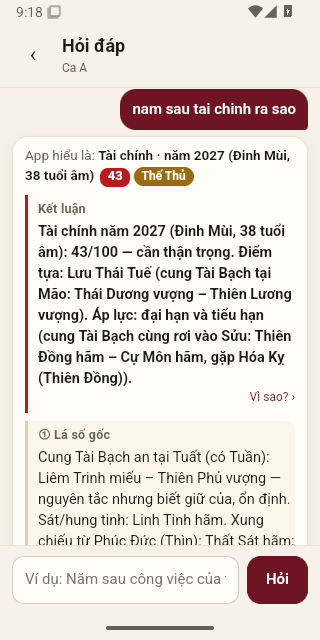 9:18
Hỏi đáp
Ca A
nam sau tai chinh ra sao
App hiểu là: Tài chính · năm 2027 (Đinh Mùi,
38 tuổi âm) 43 Thế Thủ
Kết luận
Tài chính năm 2027 (Đinh Mùi, 38 tuổi
âm): 43/100 — cần thận trọng. Điểm
tựa: Lưu Thái Tuế (cung Tài Bạch tại
Mão: Thái Dương vượng – Thiên Lương
vượng). Áp lực: đại hạn và tiểu hạn
(cung Tài Bạch cùng rơi vào Sửu: Thiên
Đồng hãm – Cự Môn hãm, gặp Hóa Kỵ
(Thiên Đồng)).
Vì sao? ›
① Lá số gốc
Cung Tài Bạch an tại Tuất (có Tuần):
Liêm Trinh miếu – Thiên Phủ vượng —
nguyên tắc nhưng biết giữ của, ổn định.
Sát/hung tinh: Linh Tinh hãm. Xung
chiếu từ Phúc Đức (Thìn): Thất Sát hãm;
Ví dụ: Năm sau công việc của
Hỏi